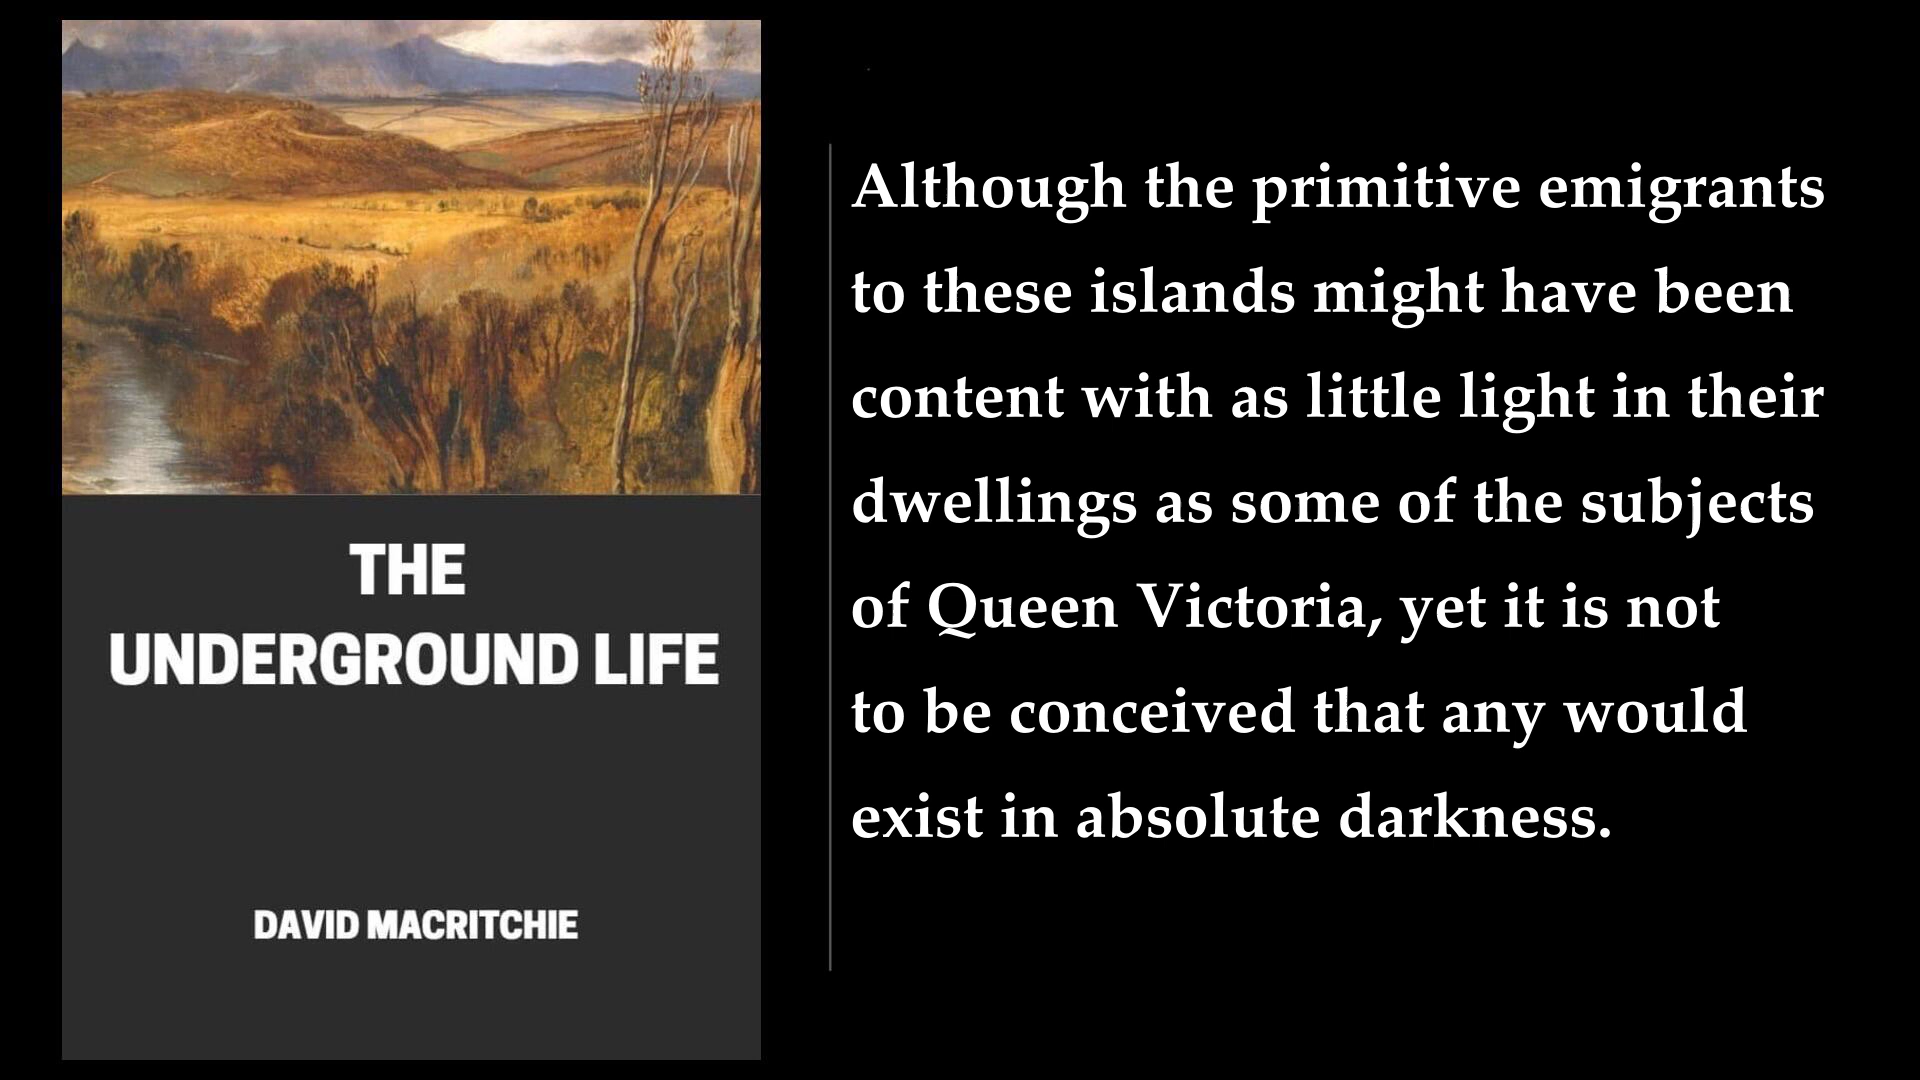 THE
UNDERGROUND LIFE
DAVID MACRITCHIE
Although the primitive emigrants
to these islands might have been
content with as little light in their
dwellings as some of the subjects
of Queen Victoria, yet it is not
to be conceived that any would
exist in absolute darkness.